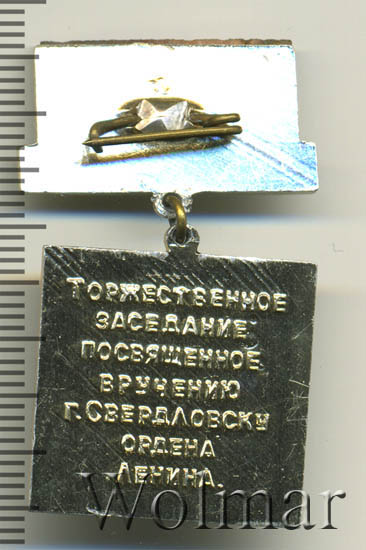 Торжественное
заседание,
посвященное
вручению
г. Свердловску
ордена
Ленина.
Wolmar